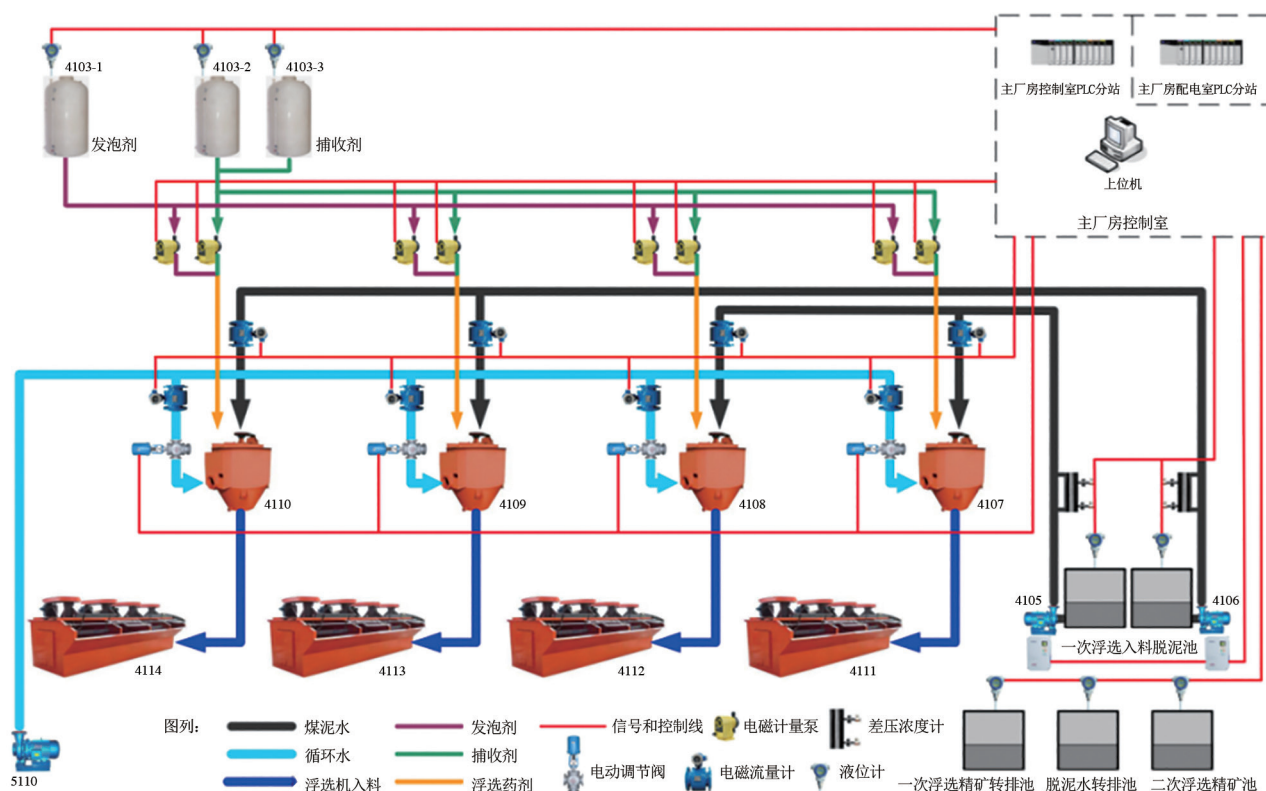 4103-1
4103-2
4103-3
发泡剂
捕收剂
主厂房控制室PLC分站
主厂房配电室PLC分站
上位机
主厂房控制室
4110
4109
4108
4107
4105
4106
一次浮选入料脱泥池
4114
4113
4112
4111
图列：
煤泥水
发泡剂
信号和控制线
电磁计量泵
差压浓度计
循环水
捕收剂
电动调节阀
电磁流量计
液位计
浮选机入料
浮选药剂
5110
一次浮选精矿转排池
脱泥水转排池
二次浮选精矿池